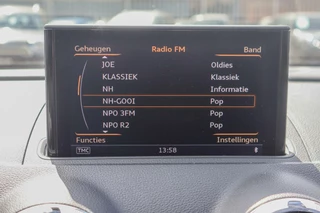 Geheugen Radio FM Band
JOE Oldies
KLASSIEK Klassiek
NH Informatie
NH-GOOI Pop
NPO 3FM Pop
NPO R2 Pop
Functies Instellingen
TMC 13:58